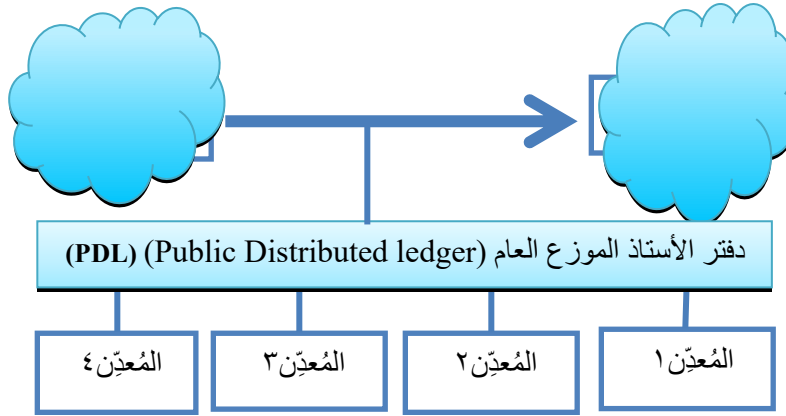 دفتر الأستاذ الموزع العام (Public Distributed ledger) (PDL)
المُعدِّن١
المُعدِّن٢
المُعدِّن٣
المُعدِّن٤